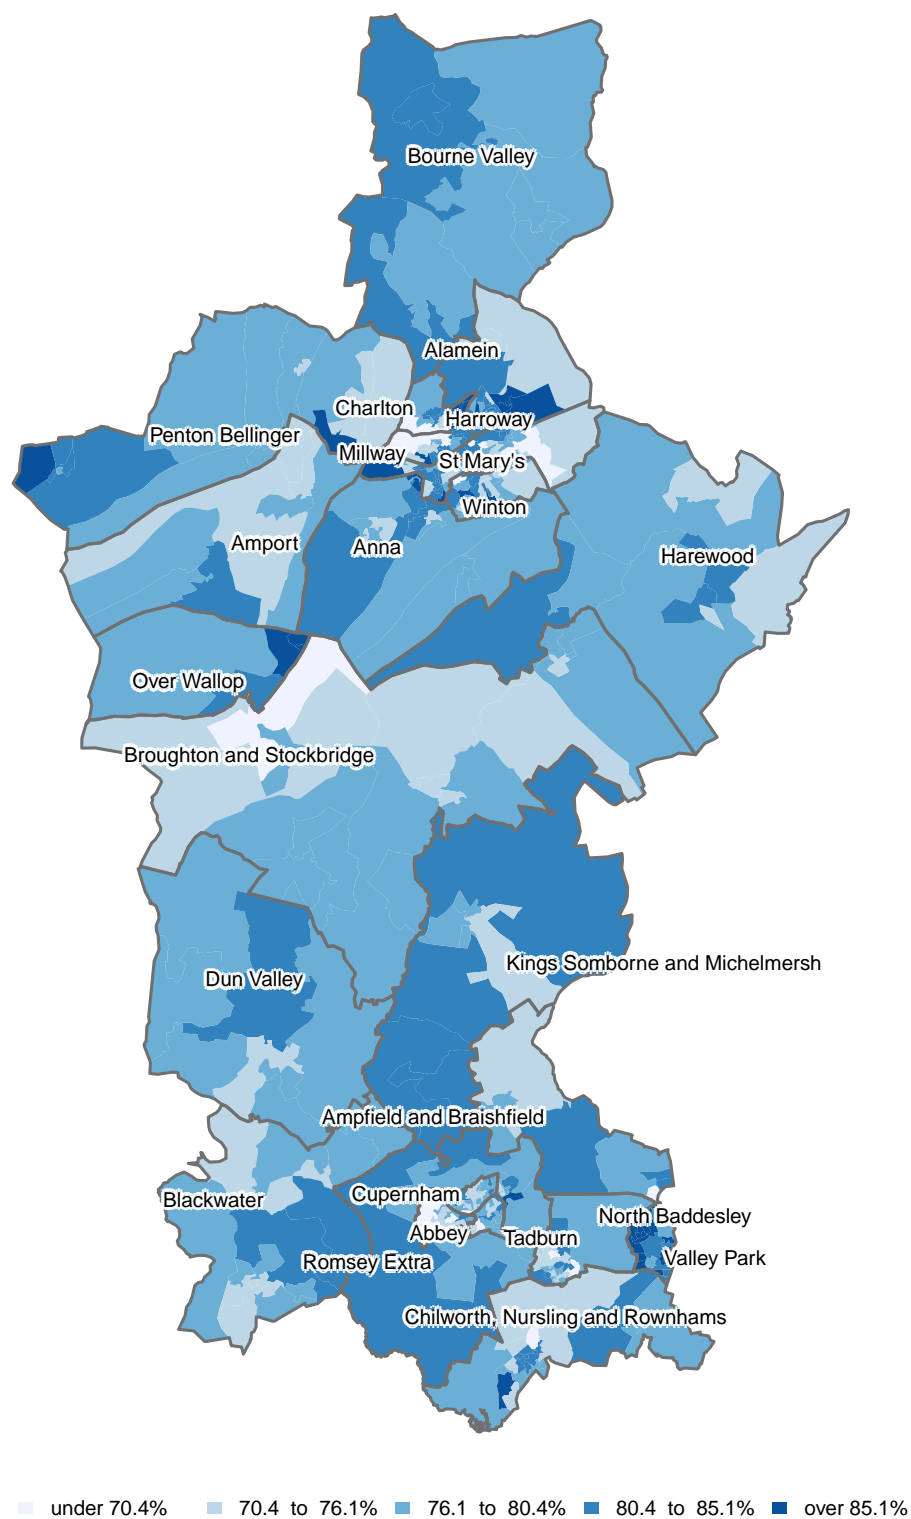 Bourne Valley
Alamein
Charlton
Harroway
Penton Bellinger
Millway
St Mary's
Winton
Amport
Anna
Harewood
Over Wallop
Broughton and Stockbridge
Kings Somborne and Michelmersh
Dun Valley
Ampfield and Braishfield
Blackwater
Cupernham
North Baddesley
Abbey
Tadburn
Valley Park
Romsey Extra
Chilworth, Nursling and Rownhams
under 70.4% 70.4 to 76.1% 76.1 to 80.4% 80.4 to 85.1% over 85.1%